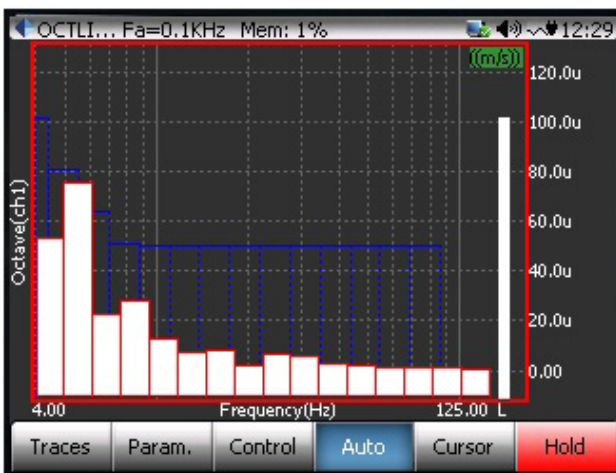 OCTLI... Fa=0.1KHz Mem: 1% 12:29
((m/s))
120.0u
100.0u
80.0u
60.0u
40.0u
20.0u
0.00
Octave(ch1)
4.00 Frequency(Hz) 125.00 L
Traces Param. Control Auto Cursor Hold